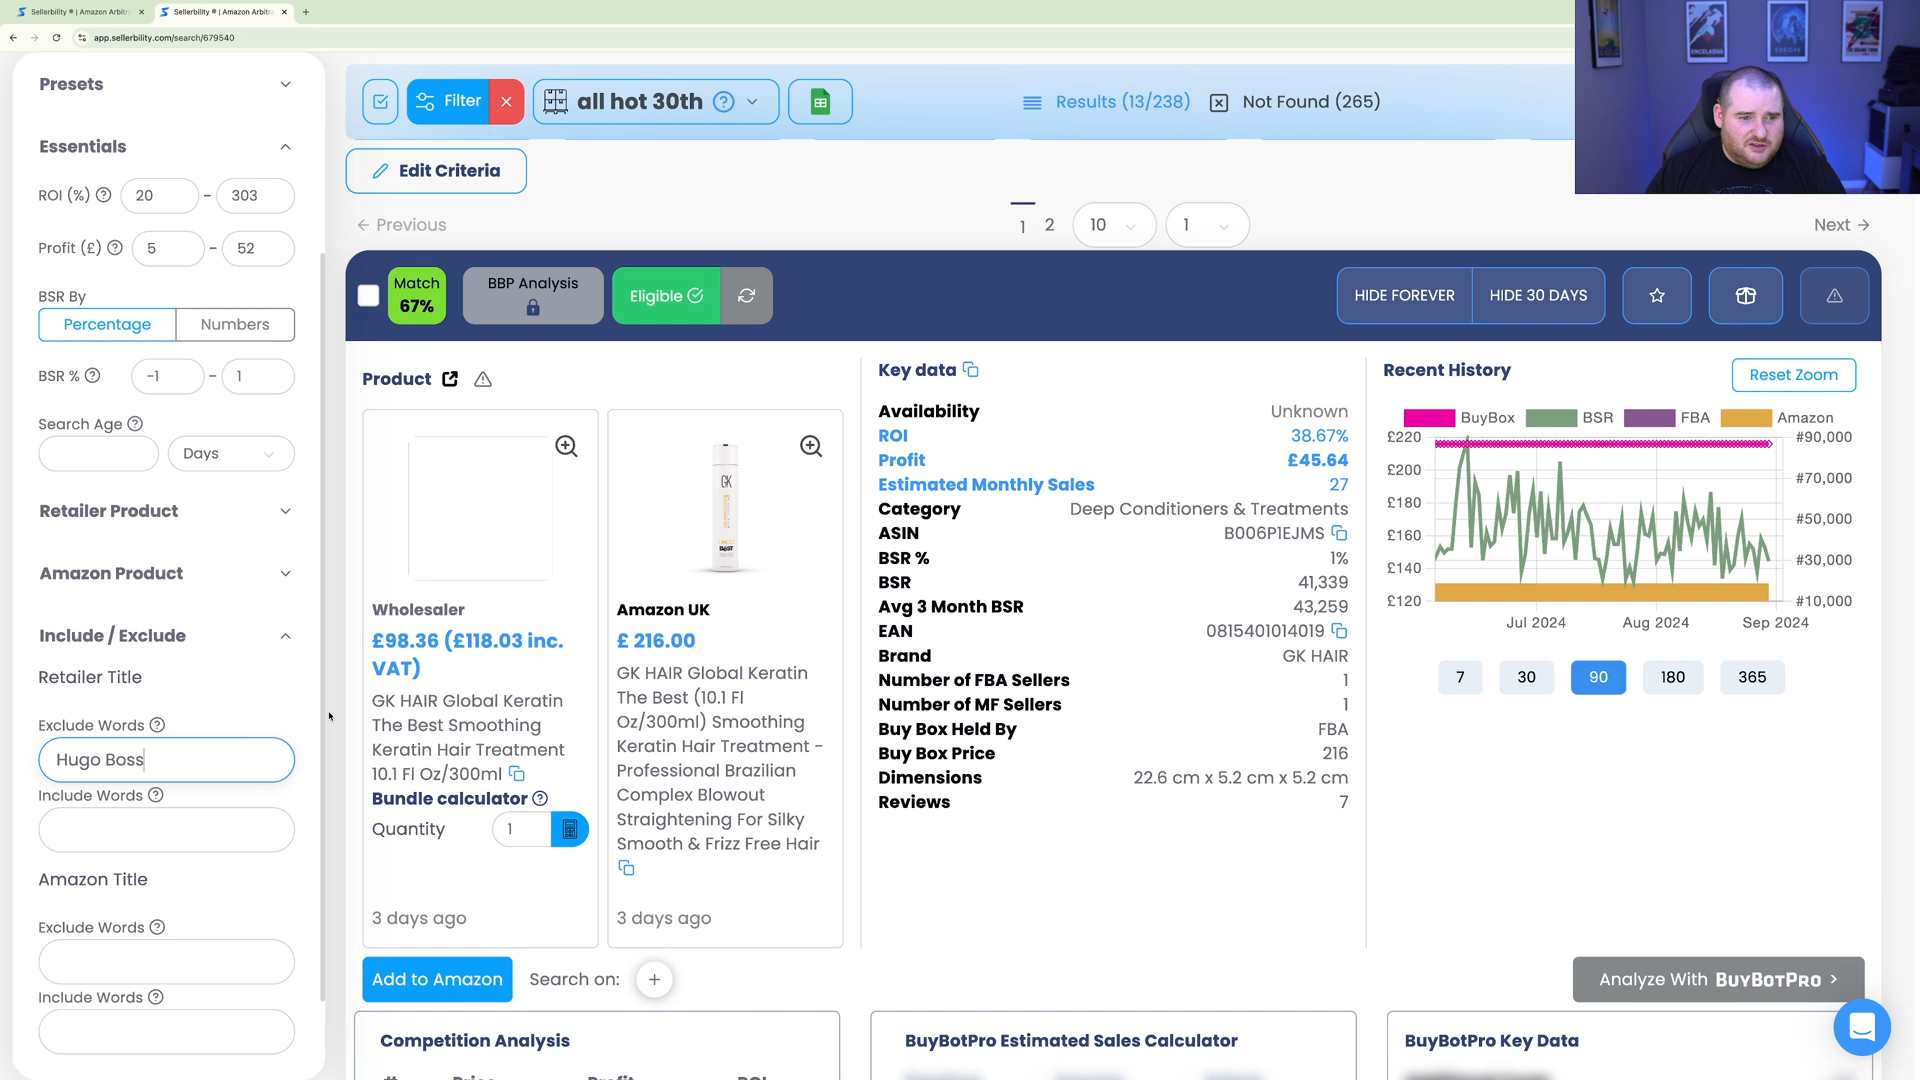 Sellerbility ® | Amazon Arbitra
Sellerbility ® | Amazon Arbitra
app.sellerbility.com/search/679540
Presets
Essentials
ROI (%) 20 - 303
Profit (£) 5 - 52
BSR By
Percentage Numbers
BSR % -1 - 1
Search Age
Days
Retailer Product
Amazon Product
Include / Exclude
Retailer Title
Exclude Words
Hugo Boss
Include Words
Amazon Title
Exclude Words
Include Words
Filter
all hot 30th
Results (13/238)
Not Found (265)
Edit Criteria
← Previous
1 2 10 1
Next →
Match
67%
BBP Analysis
Eligible
HIDE FOREVER
HIDE 30 DAYS
Product
Wholesaler
£98.36 (£118.03 inc.
VAT)
GK HAIR Global Keratin
The Best Smoothing
Keratin Hair Treatment
10.1 Fl Oz/300ml
Bundle calculator
Quantity 1
3 days ago
GK
BEST
Amazon UK
£ 216.00
GK HAIR Global Keratin
The Best (10.1 Fl
Oz/300ml) Smoothing
Keratin Hair Treatment -
Professional Brazilian
Complex Blowout
Straightening For Silky
Smooth & Frizz Free Hair
3 days ago
Key data
Availability Unknown
ROI 38.67%
Profit £45.64
Estimated Monthly Sales 27
Category Deep Conditioners & Treatments
ASIN B006P1EJMS
BSR % 1%
BSR 41,339
Avg 3 Month BSR 43,259
EAN 0815401014019
Brand GK HAIR
Number of FBA Sellers 1
Number of MF Sellers 1
Buy Box Held By FBA
Buy Box Price 216
Dimensions 22.6 cm x 5.2 cm x 5.2 cm
Reviews 7
Recent History
Reset Zoom
BuyBox BSR FBA Amazon
£220 #90,000
£200
#70,000
£180
#50,000
£160
#30,000
£140
£120 #10,000
Jul 2024 Aug 2024 Sep 2024
7 30 90 180 365
Add to Amazon
Search on: +
Analyze With BUYBOTPRO >
Competition Analysis
BuyBotPro Estimated Sales Calculator
BuyBotPro Key Data
# Price Profit ROI
ENCELADUS
EUROPA
THE GRAND TOUR